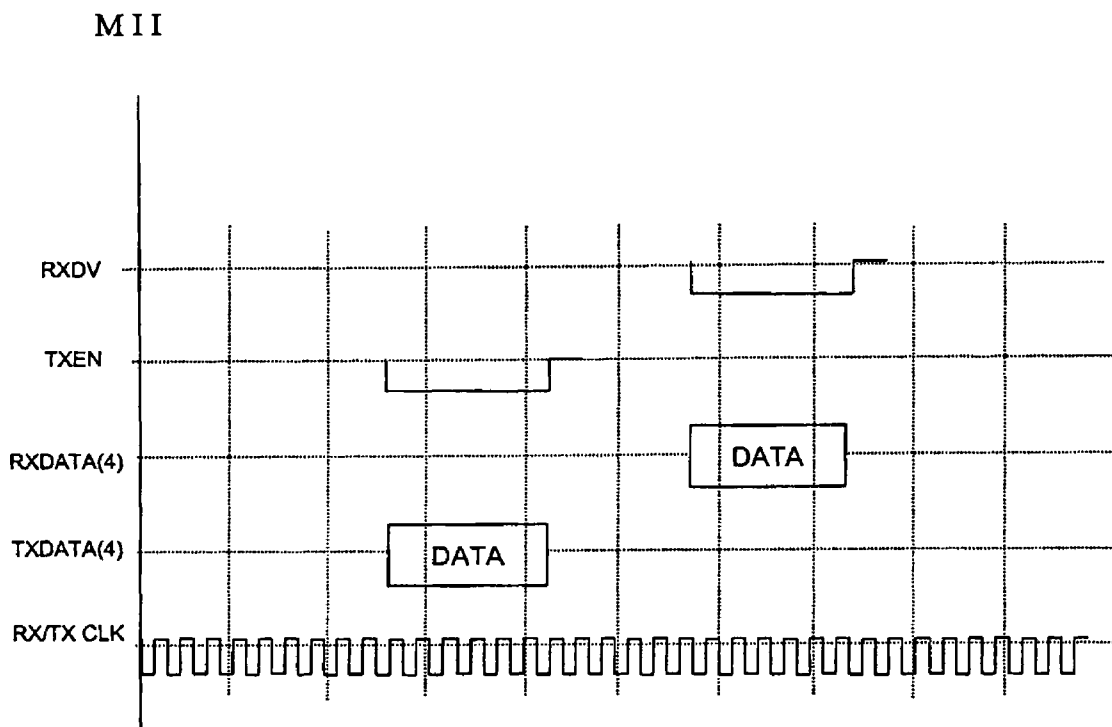 MII
RXDV
TXEN
RXDATA(4)
DATA
TXDATA(4)
DATA
RX/TX CLK